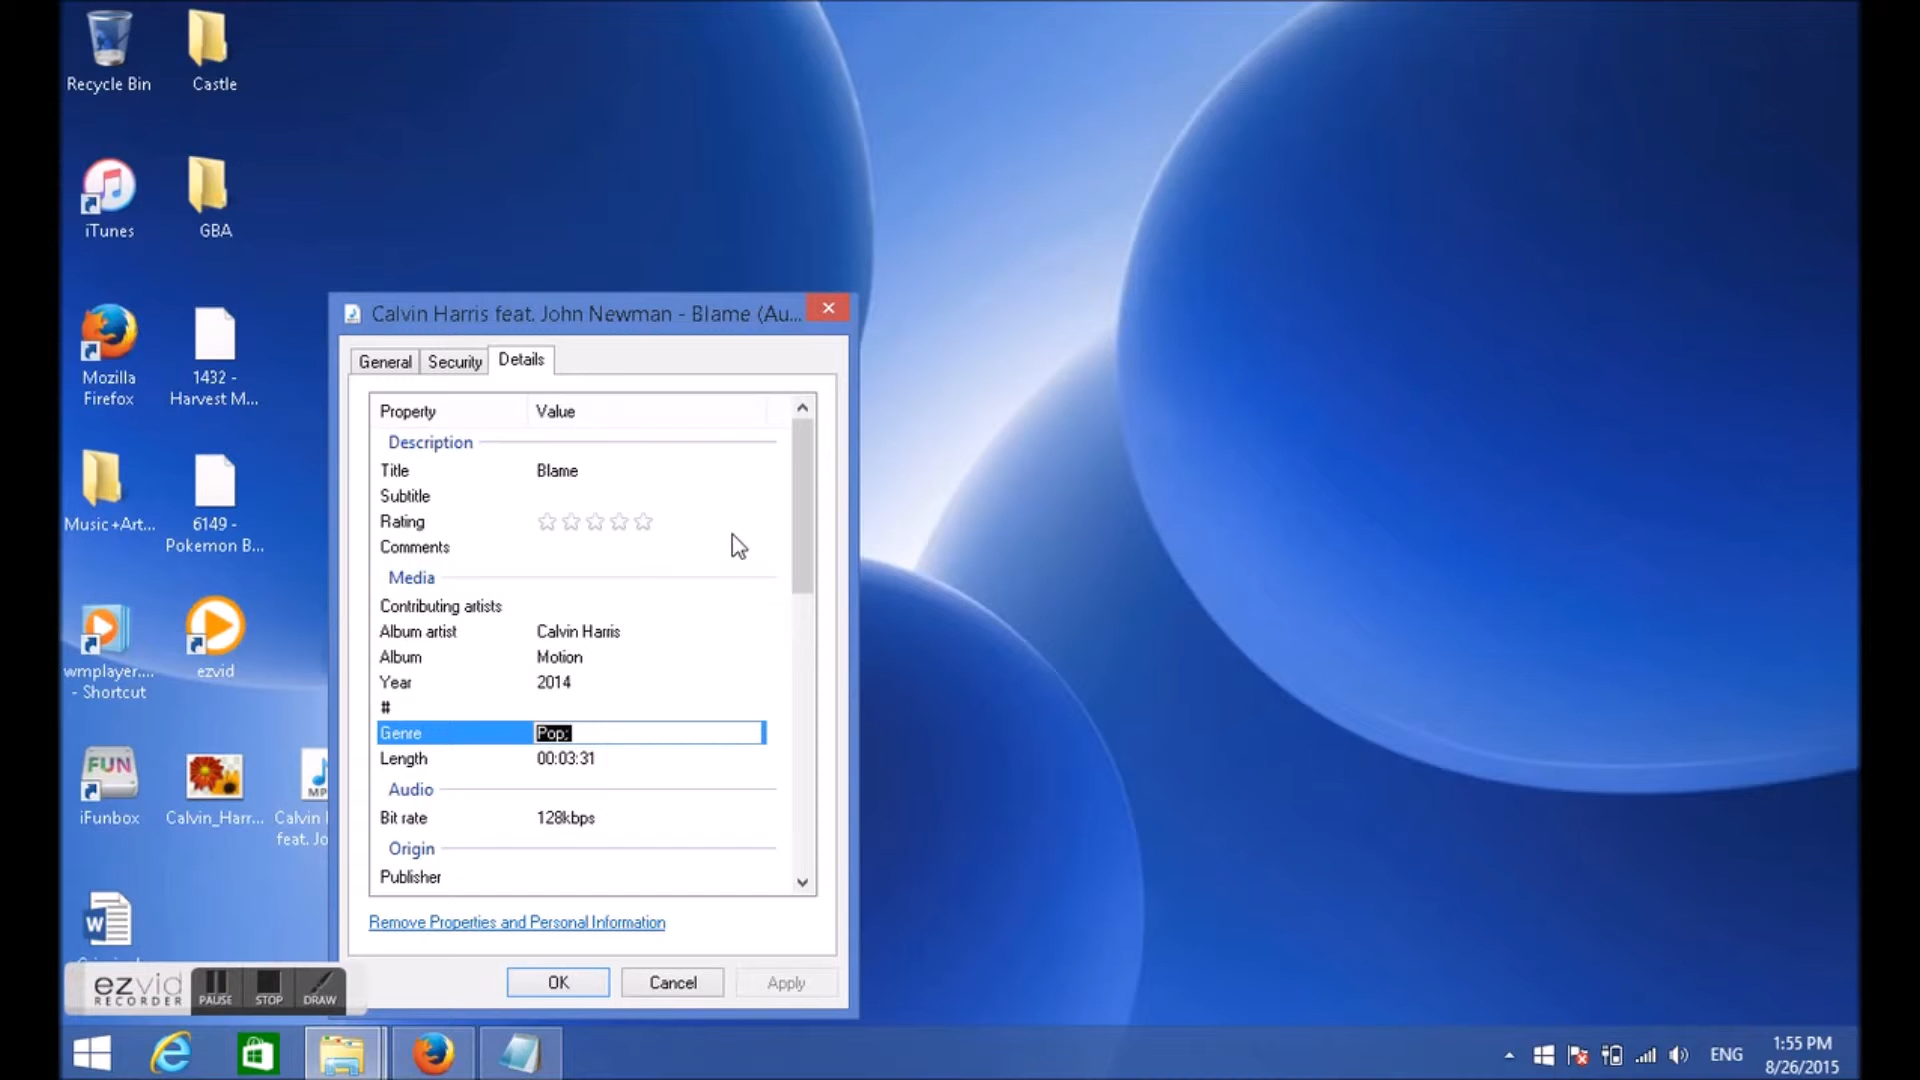 Recycle Bin
Castle
iTunes
GBA
Mozilla
Firefox
1432 -
Harvest M...
Music +Art...
6149 -
Pokemon B...
wmplayer....
- Shortcut
ezvid
FUN
iFunbox
Calvin_Harr...
Calvin
feat. Jo
Calvin Harris feat. John Newman - Blame (Au...
General
Security
Details
Property Value
Description
Title Blame
Subtitle
Rating
Comments
Media
Contributing artists
Album artist Calvin Harris
Album Motion
Year 2014
#
Genre Pop;
Length 00:03:31
Audio
Bit rate 128kbps
Origin
Publisher
Remove Properties and Personal Information
OK
Cancel
Apply
ezvid
RECORDER
PAUSE
STOP
DRAW
ENG
1:55 PM
8/26/2015